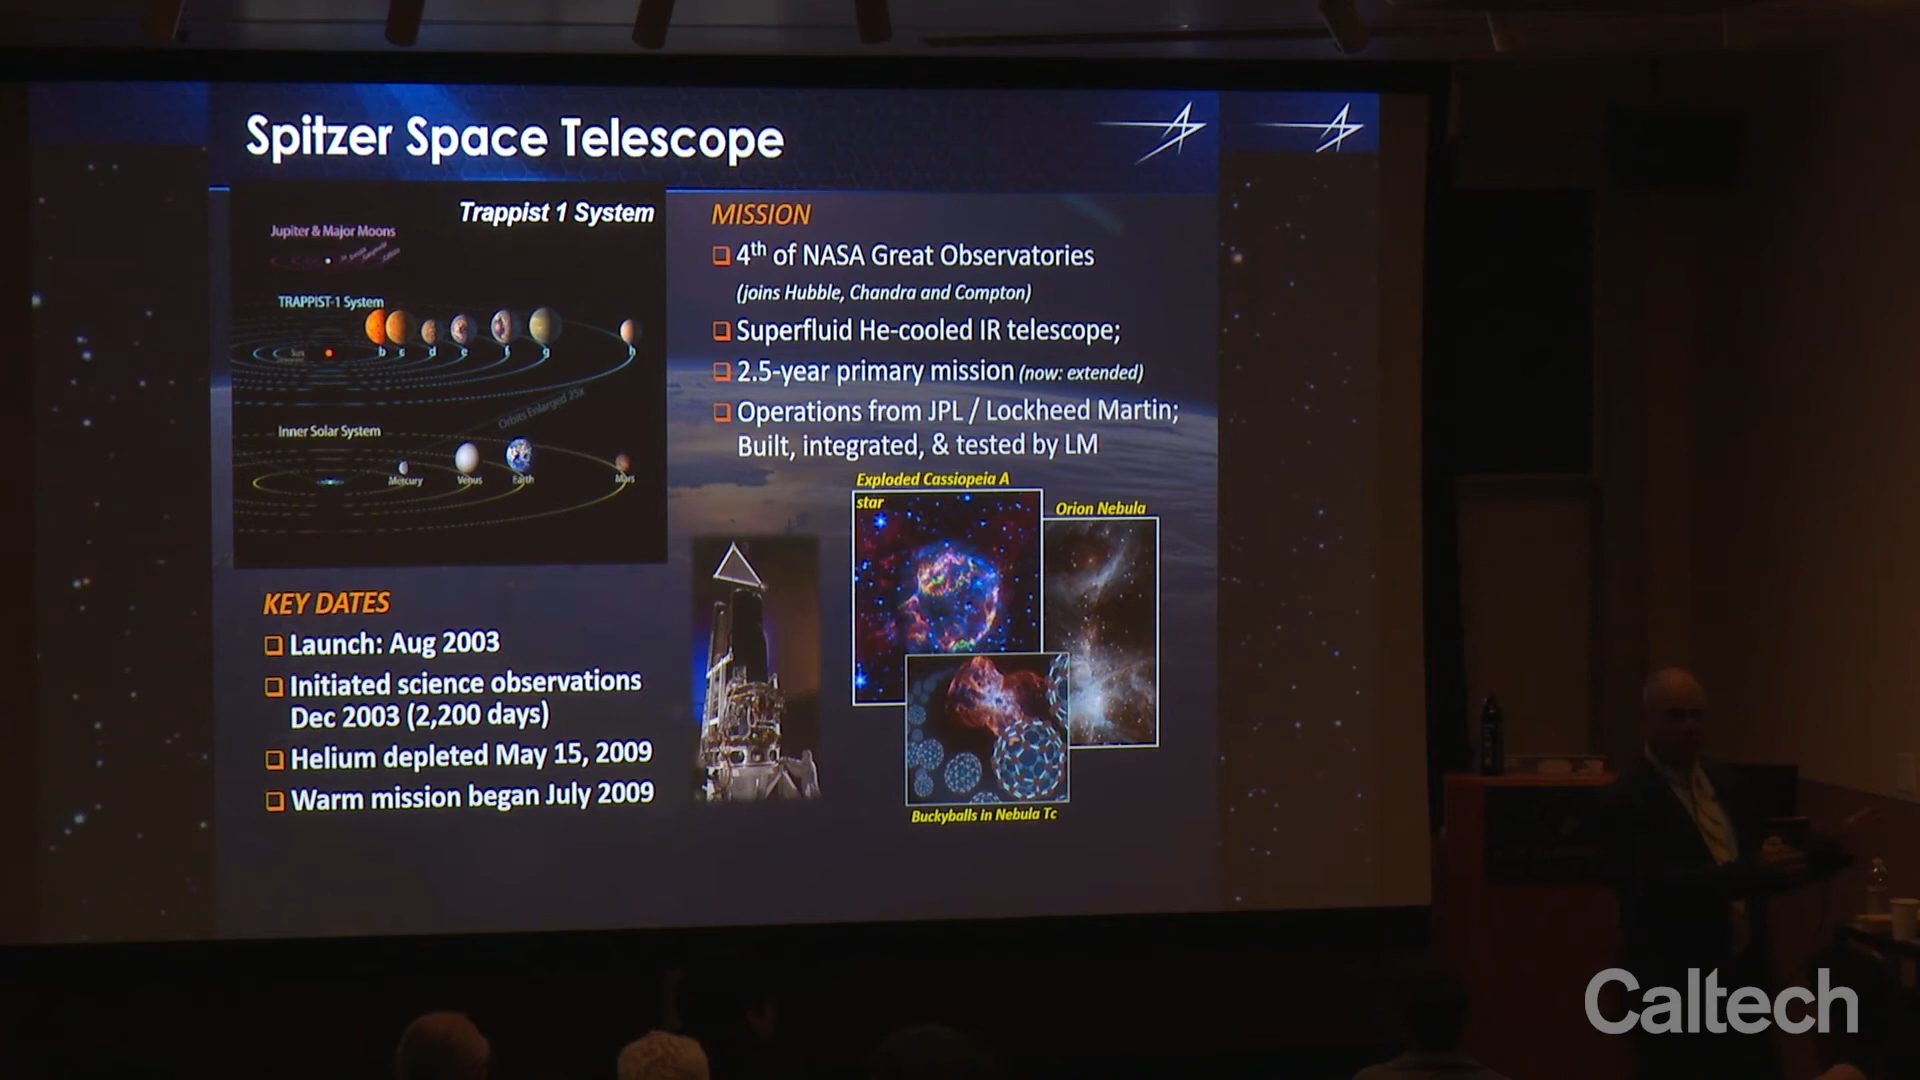 Spitzer Space Telescope
Trappist 1 System
Jupiter & Major Moons
TRAPPIST-1 System
b c d e f g h
Orbits Enlarged 25x
Inner Solar System
Mercury Venus Earth Mars
KEY DATES
Launch: Aug 2003
Initiated science observations
Dec 2003 (2,200 days)
Helium depleted May 15, 2009
Warm mission began July 2009
MISSION
4th of NASA Great Observatories
(joins Hubble, Chandra and Compton)
Superfluid He-cooled IR telescope;
2.5-year primary mission (now: extended)
Operations from JPL / Lockheed Martin;
Built, integrated, & tested by LM
Exploded Cassiopeia A
star
Orion Nebula
Buckyballs in Nebula Tc
Caltech